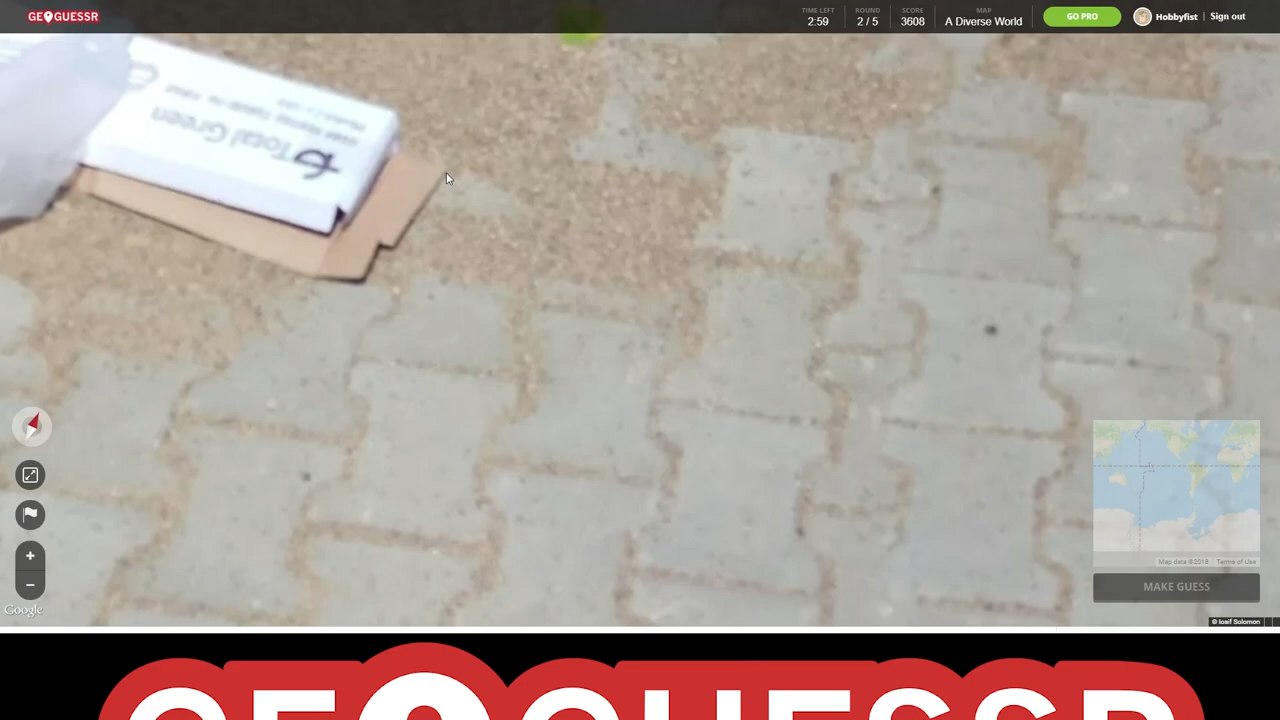 GEOGUESSR
TIME LEFT
2:59
ROUND
2 / 5
SCORE
3608
MAP
A Diverse World
GO PRO
Hobbyfist
Sign out
Total Green
+
−
Google
Map data ©2018
Terms of Use
MAKE GUESS
© Iosif Solomon
GEOGUESSR